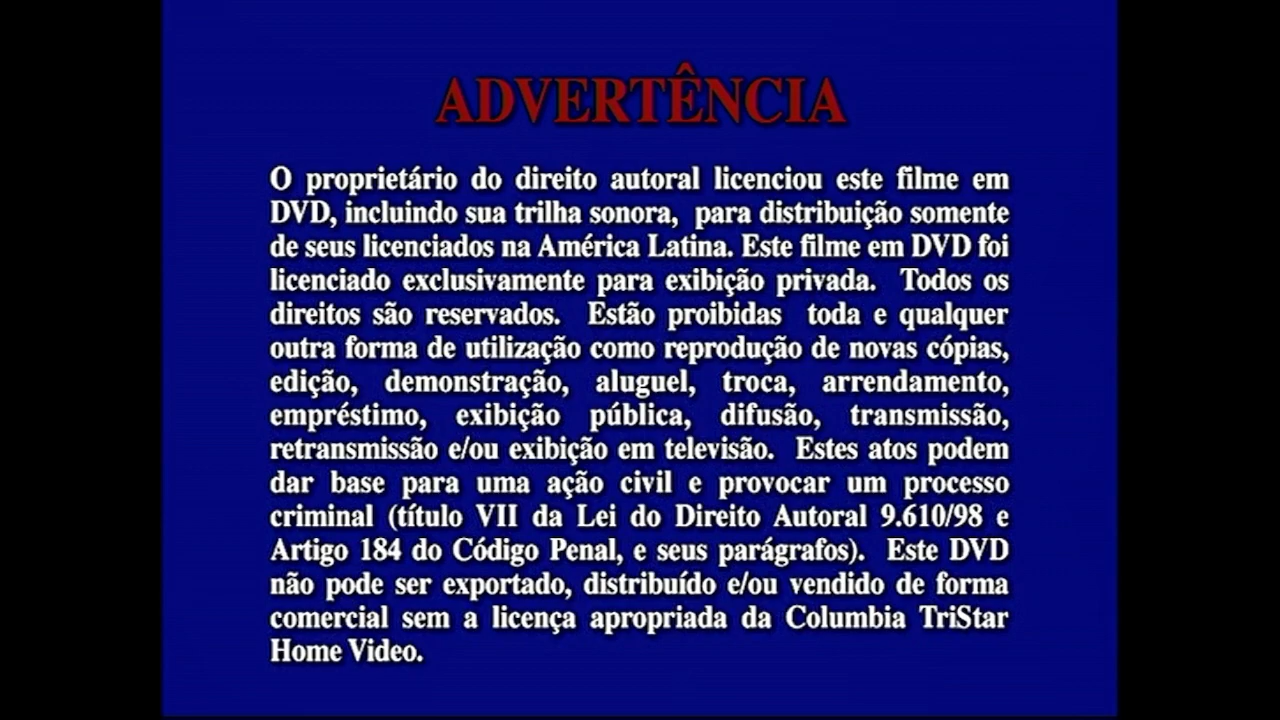 ADVERTÊNCIA
O proprietário do direito autoral licenciou este filme em
DVD, incluindo sua trilha sonora, para distribuição somente
de seus licenciados na América Latina. Este filme em DVD foi
licenciado exclusivamente para exibição privada. Todos os
direitos são reservados. Estão proibidas toda e qualquer
outra forma de utilização como reprodução de novas cópias,
edição, demonstração, aluguel, troca, arrendamento,
empréstimo, exibição pública, difusão, transmissão,
retransmissão e/ou exibição em televisão. Estes atos podem
dar base para uma ação civil e provocar um processo
criminal (título VII da Lei do Direito Autoral 9.610/98 e
Artigo 184 do Código Penal, e seus parágrafos). Este DVD
não pode ser exportado, distribuído e/ou vendido de forma
comercial sem a licença apropriada da Columbia TriStar
Home Video.